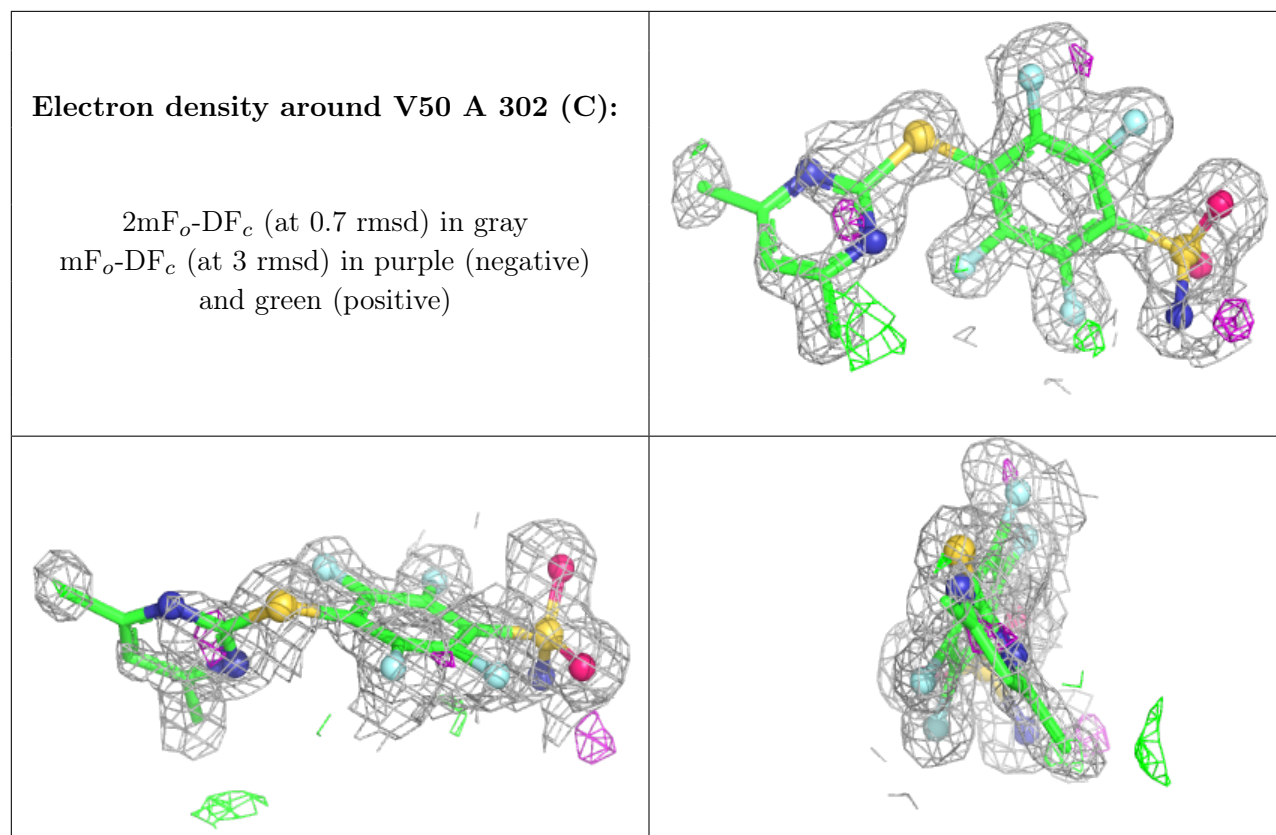 Electron density around V50 A 302 (C):
2mFo-DFc (at 0.7 rmsd) in gray
mFo-DFc (at 3 rmsd) in purple (negative)
and green (positive)